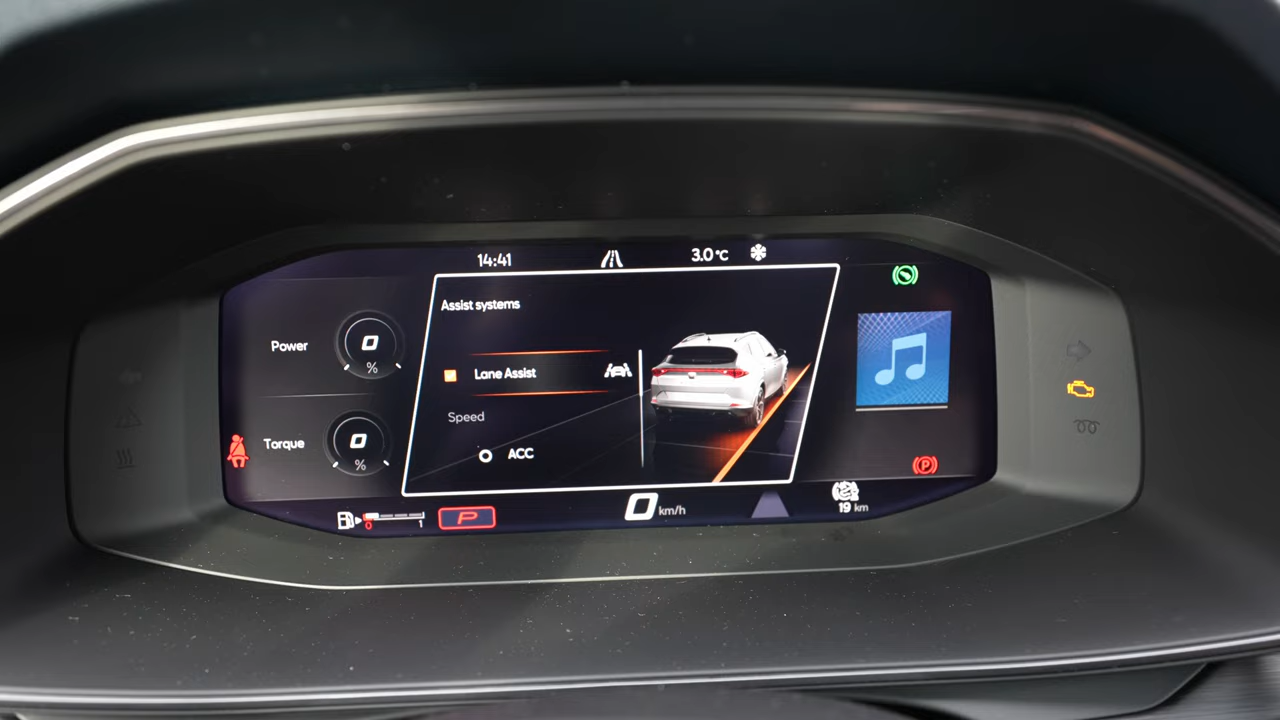 14:41
3.0°C
Assist systems
Power
0
%
Lane Assist
Speed
ACC
Torque
0
%
0
1
P
0 km/h
P
19 km